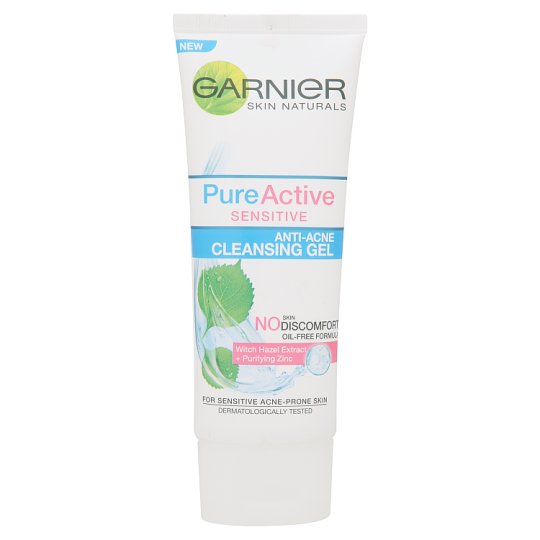 NEW
GARNIER
SKIN NATURALS
PureActive
SENSITIVE
ANTI-ACNE
CLEANSING GEL
NO SKIN DISCOMFORT
OIL-FREE FORMULA
Witch Hazel Extract
+ Purifying Zinc
FOR SENSITIVE ACNE-PRONE SKIN
DERMATOLOGICALLY TESTED